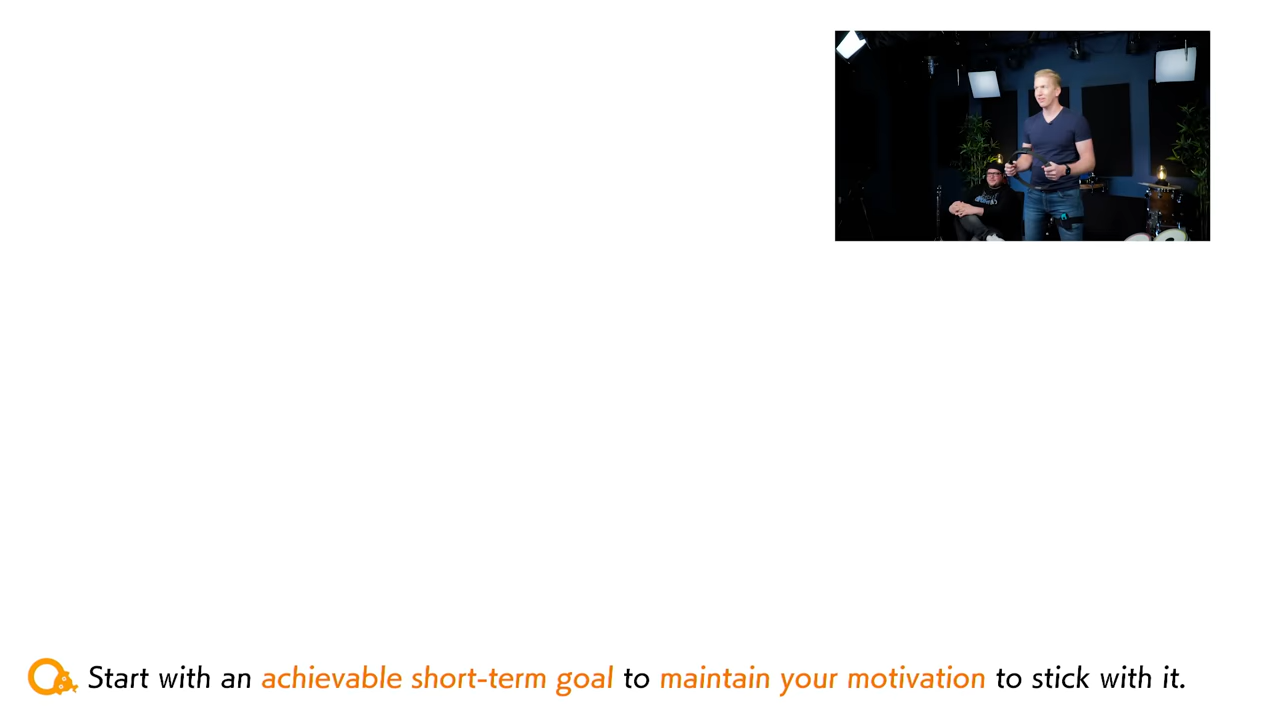 Start with an achievable short-term goal to maintain your motivation to stick with it.